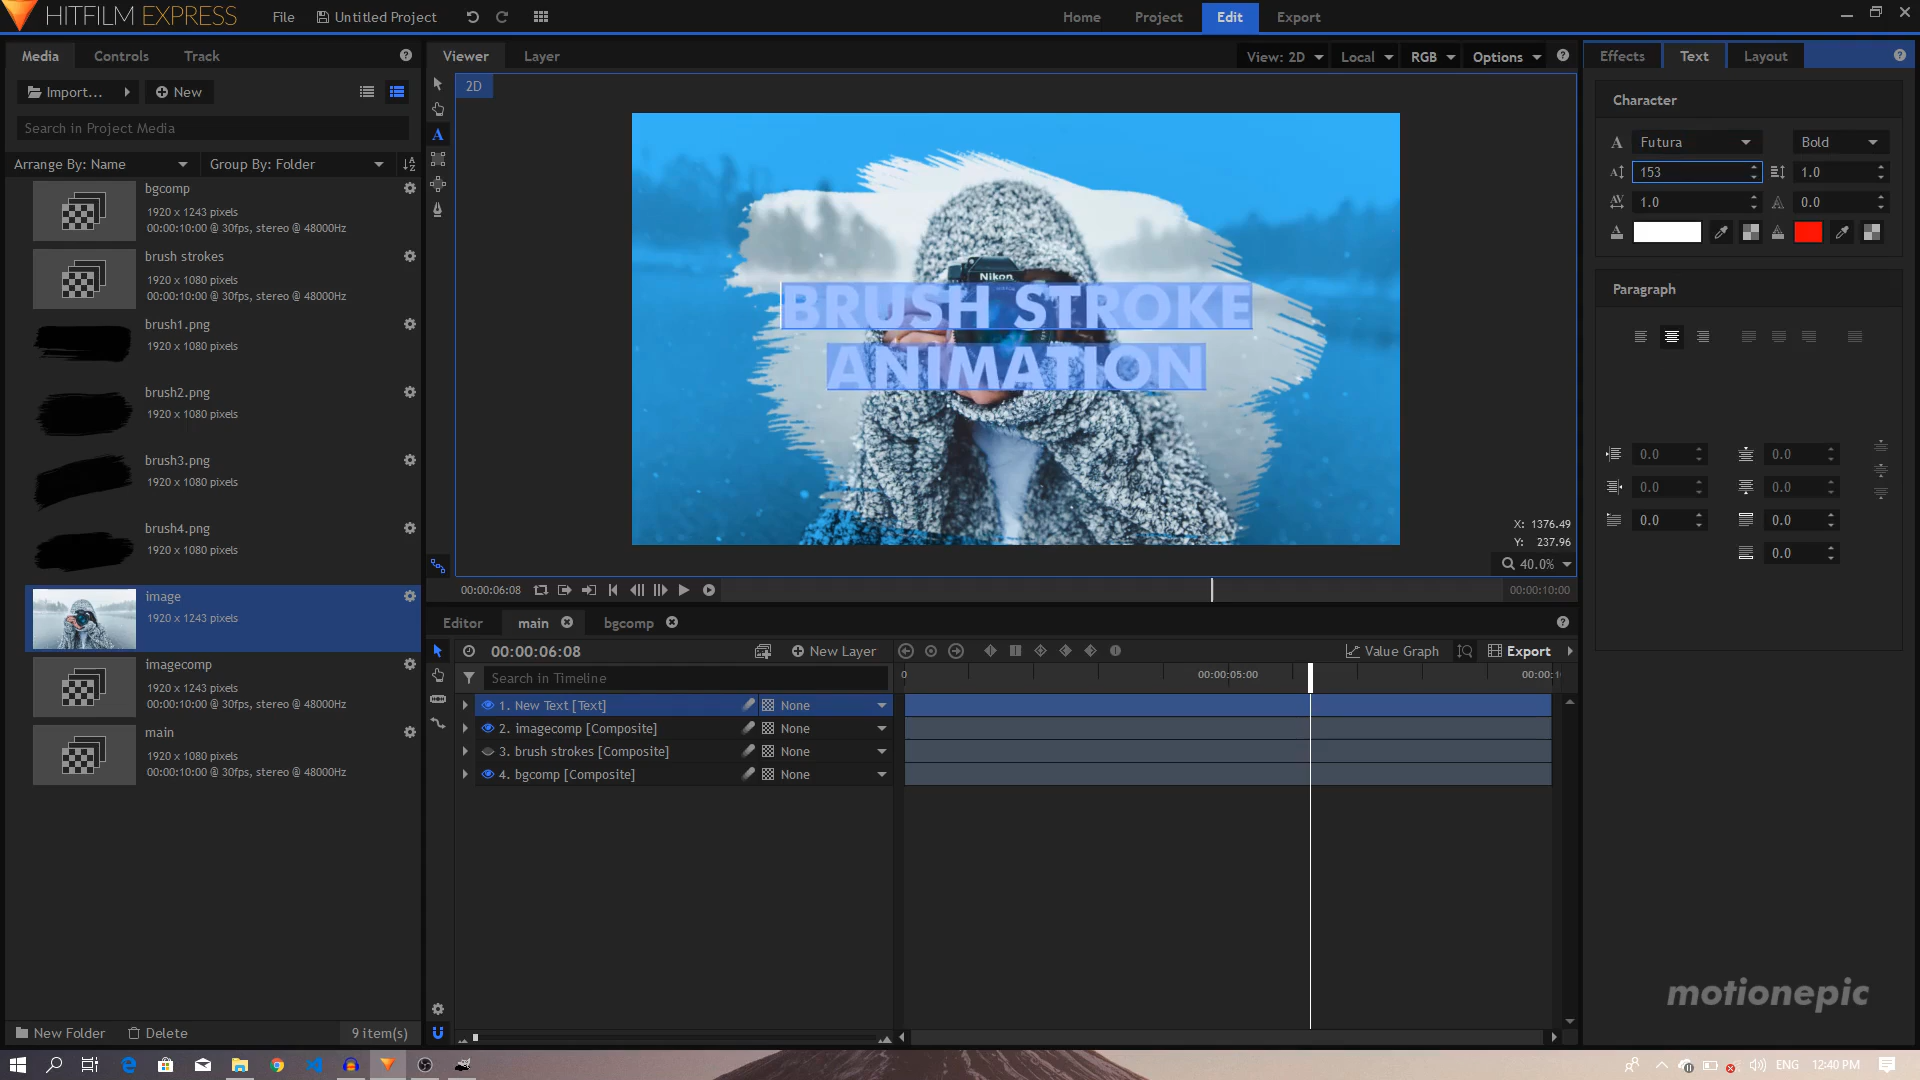 HITFILM EXPRESS
File
Untitled Project
Home
Project
Edit
Export
Media
Controls
Track
Import...
New
Search in Project Media
Arrange By: Name
Group By: Folder
bgcomp
1920 x 1243 pixels
00:00:10:00 @ 30fps, stereo @ 48000Hz
brush strokes
1920 x 1080 pixels
00:00:10:00 @ 30fps, stereo @ 48000Hz
brush1.png
1920 x 1080 pixels
brush2.png
1920 x 1080 pixels
brush3.png
1920 x 1080 pixels
brush4.png
1920 x 1080 pixels
image
1920 x 1243 pixels
imagecomp
1920 x 1243 pixels
00:00:10:00 @ 30fps, stereo @ 48000Hz
main
1920 x 1080 pixels
00:00:10:00 @ 30fps, stereo @ 48000Hz
New Folder
Delete
9 item(s)
Viewer
Layer
View: 2D
Local
RGB
Options
2D
Nikon
BRUSH STROKE
ANIMATION
X: 1376.49
Y: 237.96
40.0%
00:00:06:08
00:00:10:00
Editor
main
bgcomp
00:00:06:08
New Layer
Value Graph
Export
Search in Timeline
0
00:00:05:00
00:00:1
1. New Text [Text]
None
2. imagecomp [Composite]
None
3. brush strokes [Composite]
None
4. bgcomp [Composite]
None
Effects
Text
Layout
Character
Futura
Bold
153
1.0
1.0
0.0
Paragraph
0.0
0.0
0.0
0.0
0.0
0.0
0.0
motionepic
ENG
12:40 PM